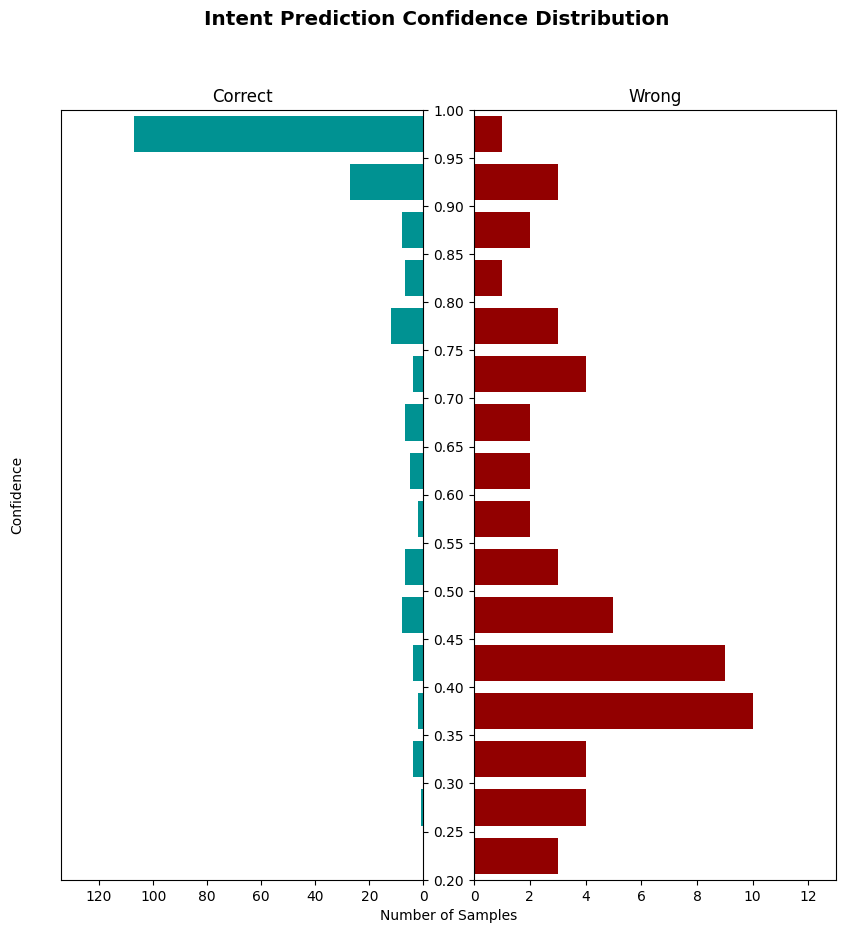 Intent Prediction Confidence Distribution
Correct
Wrong
Confidence
1.00
0.95
0.90
0.85
0.80
0.75
0.70
0.65
0.60
0.55
0.50
0.45
0.40
0.35
0.30
0.25
0.20
120 100 80 60 40 20 0
0 2 4 6 8 10 12
Number of Samples